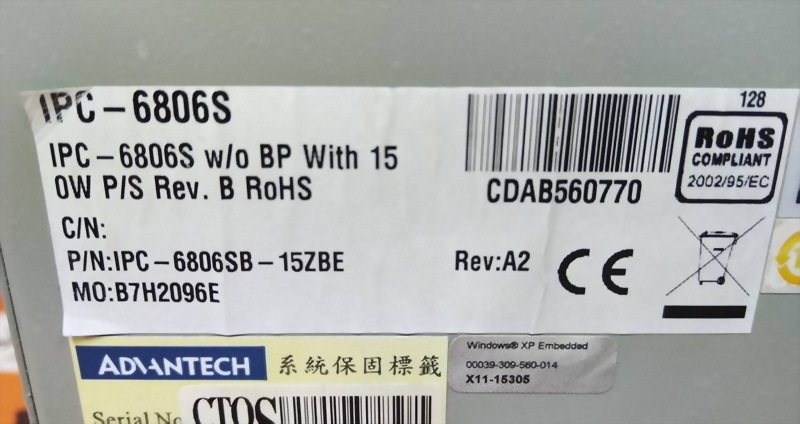 IPC-6806S
128
IPC-6806S w/o BP With 15
0W P/S Rev. B RoHS
CDAB560770
RoHS
COMPLIANT
2002/95/EC
C/N:
P/N:IPC-6806SB-15ZBE
Rev:A2
CE
MO:B7H2096E
ADVANTECH 系統保固標籤
Windows® XP Embedded
00039-309-560-014
X11-15305
Serial No
CTOS